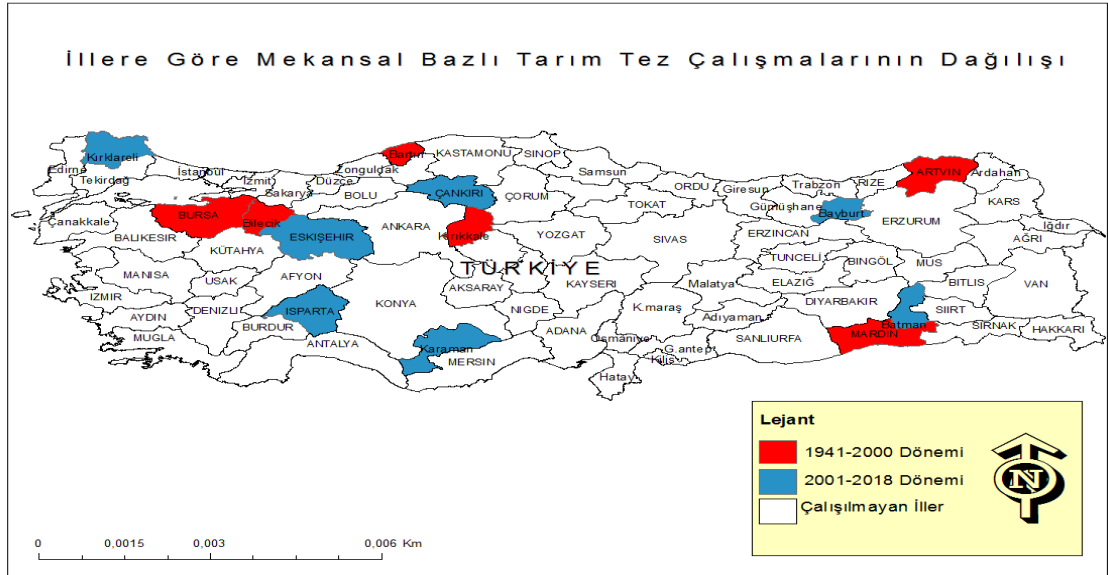 İllere Göre Mekansal Bazlı Tarım Tez Çalışmalarının Dağılışı
Kırklareli
Edirne
Tekirdağ
İstanbul
İzmit
Sakarya
Düzce
Zonguldak
Bartın
KASTAMONU
SİNOP
Samsun
ORDU
Giresun
Trabzon
RİZE
ARTVİN
Ardahan
Çanakkale
BURSA
Bilecik
BOLU
ÇANKIRI
ÇORUM
TOKAT
Gümüşhane
Bayburt
ERZURUM
KARS
Iğdır
BALIKESİR
ESKİŞEHİR
ANKARA
Kırıkkale
YOZGAT
SİVAS
ERZİNCAN
AĞRI
KÜTAHYA
MANİSA
UŞAK
AFYON
TÜRKİYE
KAYSERİ
Malatya
TUNCELİ
ELAZIĞ
BİNGÖL
MUŞ
BİTLİS
VAN
İZMİR
AYDIN
DENİZLİ
ISPARTA
KONYA
AKSARAY
NİĞDE
K.maraş
Adıyaman
DİYARBAKIR
Batman
SİİRT
MUĞLA
BURDUR
ANTALYA
Karaman
MERSİN
ADANA
Osmaniye
G.antep
Kilis
Hatay
ŞANLIURFA
MARDİN
ŞIRNAK
HAKKARİ
Lejant
1941-2000 Dönemi
2001-2018 Dönemi
Çalışılmayan İller
N
0 0,0015 0,003 0,006 Km